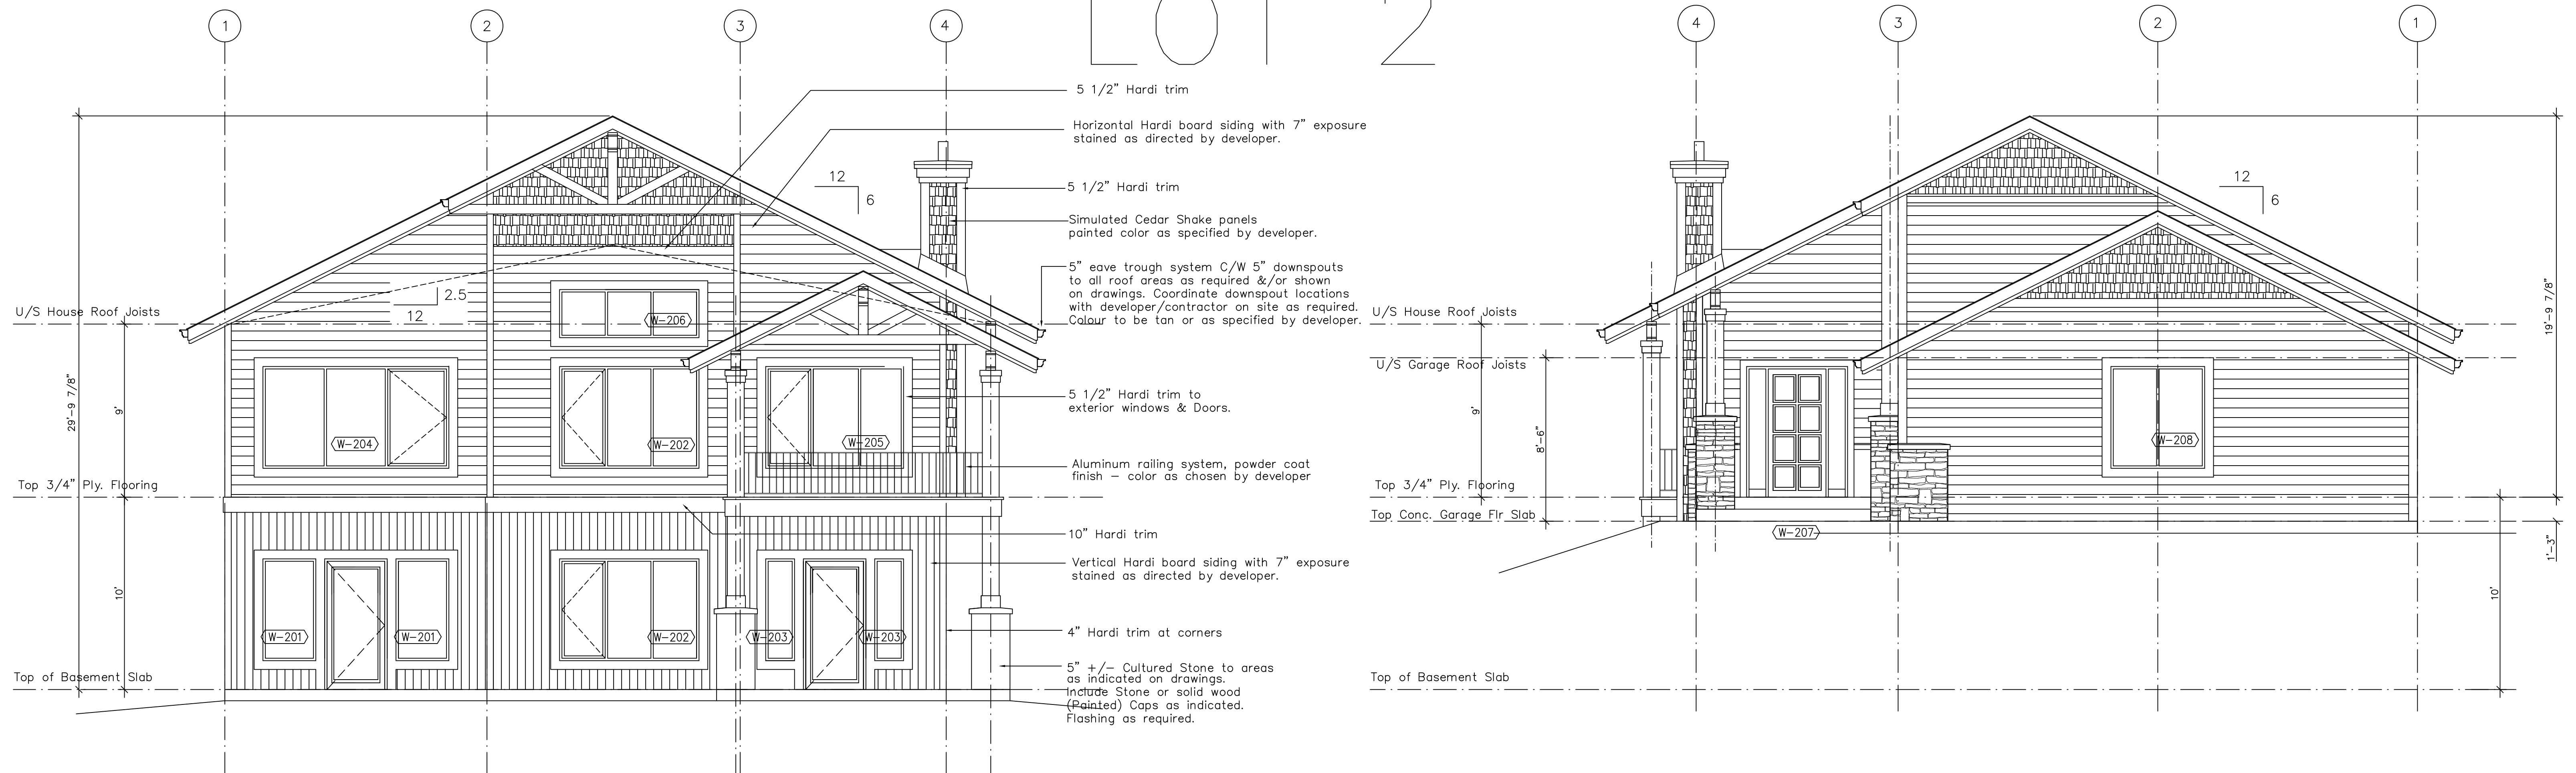 LOT 2
1
2
3
4
5 1/2" Hardi trim
Horizontal Hardi board siding with 7" exposure
stained as directed by developer.
12
6
5 1/2" Hardi trim
Simulated Cedar Shake panels
painted color as specified by developer.
5" eave trough system C/W 5" downspouts
to all roof areas as required &/or shown
on drawings. Coordinate downspout locations
with developer/contractor on site as required.
Colour to be tan or as specified by developer.
2.5
12
U/S House Roof Joists
W-206
29'-9 7/8"
9'
5 1/2" Hardi trim to
exterior windows & Doors.
W-204
W-202
W-205
Aluminum railing system, powder coat
finish – color as chosen by developer
Top 3/4" Ply. Flooring
10" Hardi trim
Vertical Hardi board siding with 7" exposure
stained as directed by developer.
10'
W-201
W-201
W-202
W-203
W-203
4" Hardi trim at corners
5" +/– Cultured Stone to areas
as indicated on drawings.
Include Stone or solid wood
(Painted) Caps as indicated.
Flashing as required.
Top of Basement Slab
4
3
2
1
12
6
U/S House Roof Joists
U/S Garage Roof Joists
19'-9 7/8"
9'
8'-6"
W-208
Top 3/4" Ply. Flooring
Top Conc. Garage Flr Slab
W-207
1'-3"
10'
Top of Basement Slab